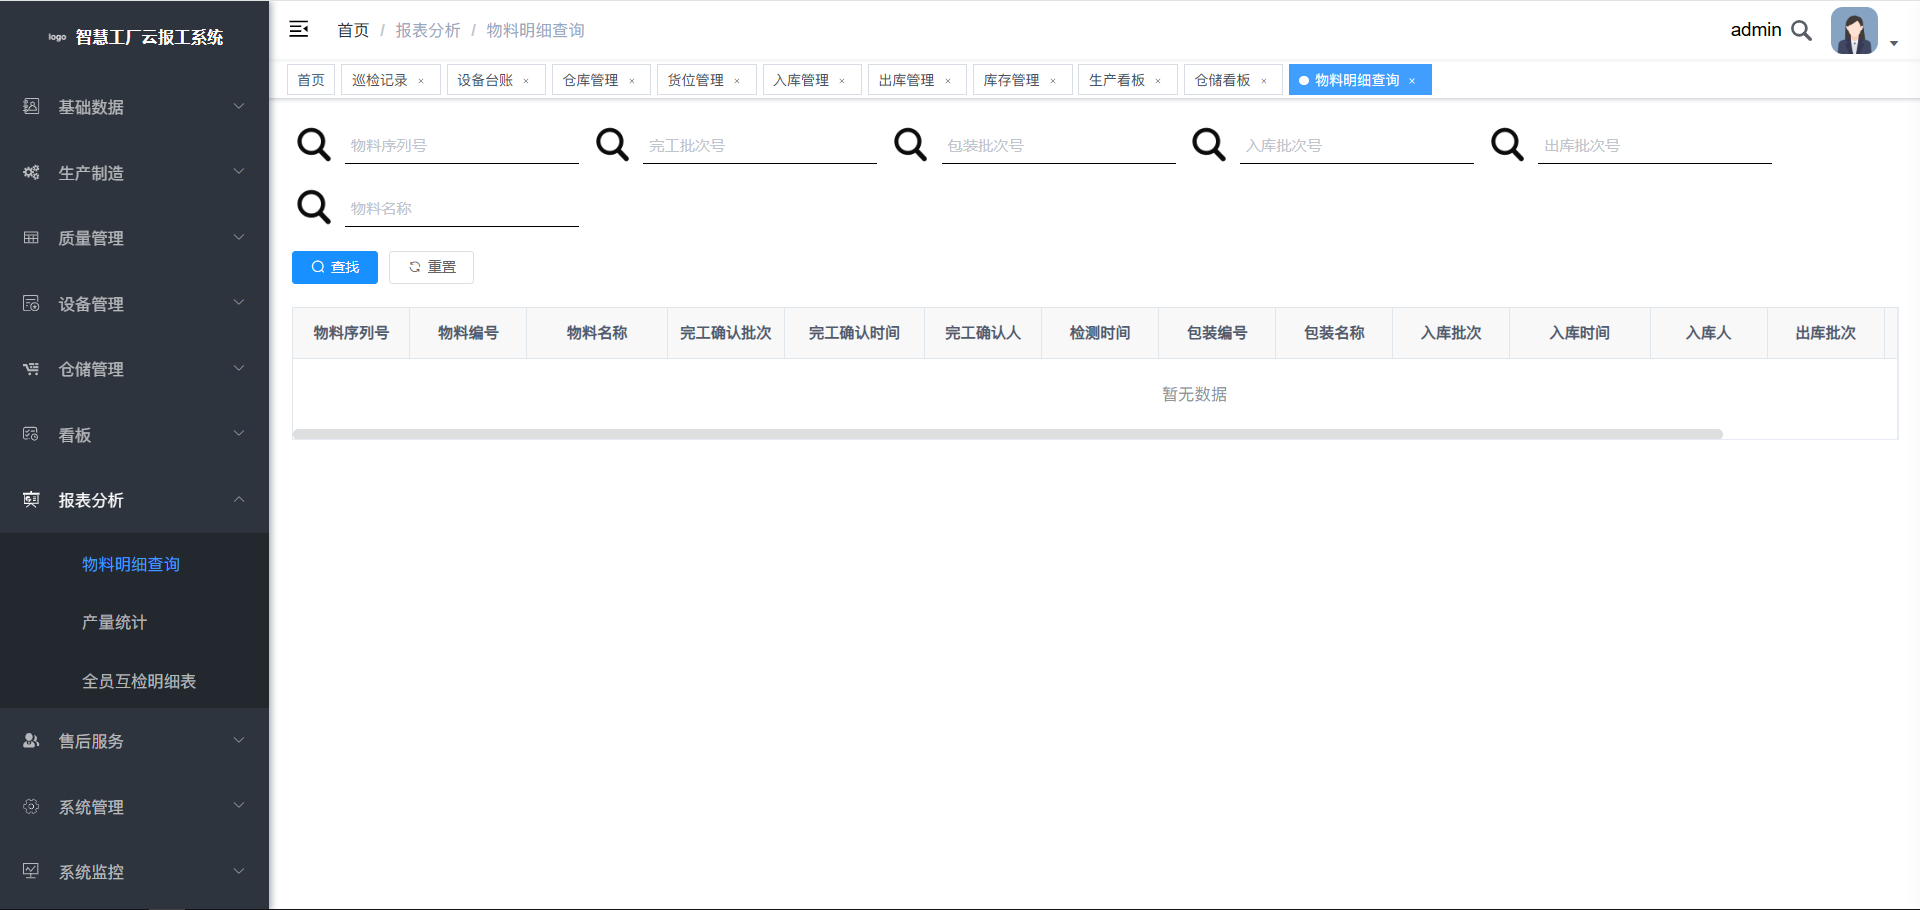 logo 智慧工厂云报工系统
首页 / 报表分析 / 物料明细查询
admin
首页 巡检记录 × 设备台账 × 仓库管理 × 货位管理 × 入库管理 × 出库管理 × 库存管理 × 生产看板 × 仓储看板 × 物料明细查询 ×
基础数据
生产制造
质量管理
设备管理
仓储管理
看板
报表分析
物料明细查询
产量统计
全员互检明细表
售后服务
系统管理
系统监控
物料序列号 完工批次号 包装批次号 入库批次号 出库批次号
物料名称
查找 重置
物料序列号 物料编号 物料名称 完工确认批次 完工确认时间 完工确认人 检测时间 包装编号 包装名称 入库批次 入库时间 入库人 出库批次
暂无数据